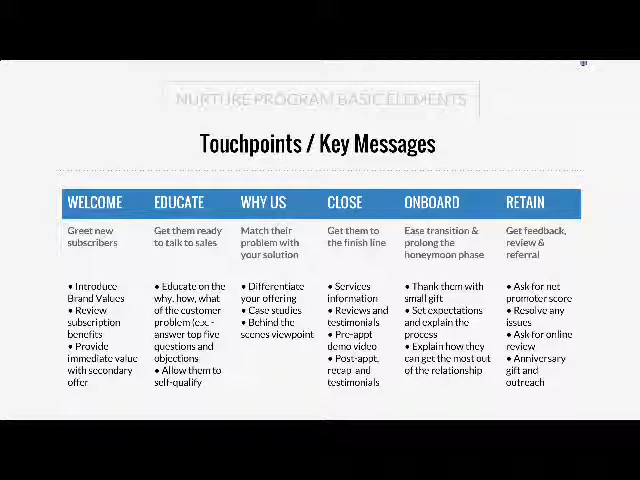 NURTURE PROGRAM BASIC ELEMENTS
Touchpoints / Key Messages
WELCOME EDUCATE WHY US CLOSE ONBOARD RETAIN
Greet new
subscribers
Get them ready
to talk to sales
Match their
problem with
your solution
Get them to
the finish line
Ease transition &
prolong the
honeymoon phase
Get feedback,
review &
referral
• Introduce
Brand Values
• Review
subscription
benefits
• Provide
immediate value
with secondary
offer
• Educate on the
why, how, what
of the customer
problem (e.x. -
answer top five
questions and
objections
• Allow them to
self-qualify
• Differentiate
your offering
• Case studies
• Behind the
scenes viewpoint
• Services
information
• Reviews and
testimonials
• Pre-appt
demo video
• Post-appt,
recap and
testimonials
• Thank them with
small gift
• Set expectations
and explain the
process
• Explain how they
can get the most out
of the relationship
• Ask for net
promoter score
• Resolve any
issues
• Ask for online
review
• Anniversary
gift and
outreach